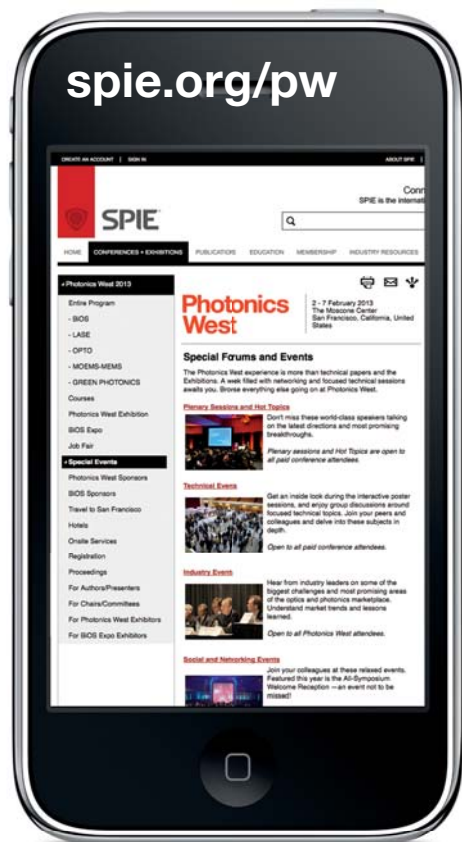 spie.org/pw
CREATE AN ACCOUNT | SIGN IN
ABOUT SPIE |
Conn
SPIE is the internati
SPIE
HOME CONFERENCES + EXHIBITIONS PUBLICATIONS EDUCATION MEMBERSHIP INDUSTRY RESOURCES
Photonics West 2013
Entire Program
- BiOS
- LASE
- OPTO
- MOEMS-MEMS
- GREEN PHOTONICS
Courses
Photonics West Exhibition
BiOS Expo
Job Fair
Special Events
Photonics West Sponsors
BiOS Sponsors
Travel to San Francisco
Hotels
Onsite Services
Registration
Proceedings
For Authors/Presenters
For Chairs/Committees
For Photonics West Exhibitors
For BiOS Expo Exhibitors
Photonics
West
2 - 7 February 2013
The Moscone Center
San Francisco, California, United
States
Special Forums and Events
The Photonics West experience is more than technical papers and the
Exhibitions. A week filled with networking and focused technical sessions
awaits you. Browse everything else going on at Photonics West.
Plenary Sessions and Hot Topics
Don't miss these world-class speakers talking
on the latest directions and most promising
breakthroughs.
Plenary sessions and Hot Topics are open to
all paid conference attendees.
Technical Events
Get an inside look during the interactive poster
sessions, and enjoy group discussions around
focused technical topics. Join your peers and
colleagues and delve into these subjects in
depth.
Open to all paid conference attendees.
Industry Events
Hear from industry leaders on some of the
biggest challenges and most promising areas
of the optics and photonics marketplace.
Understand market trends and lessons
learned.
Open to all Photonics West attendees.
Social and Networking Events
Join your colleagues at these relaxed events.
Featured this year is the All-Symposium
Welcome Reception —an event not to be
missed!